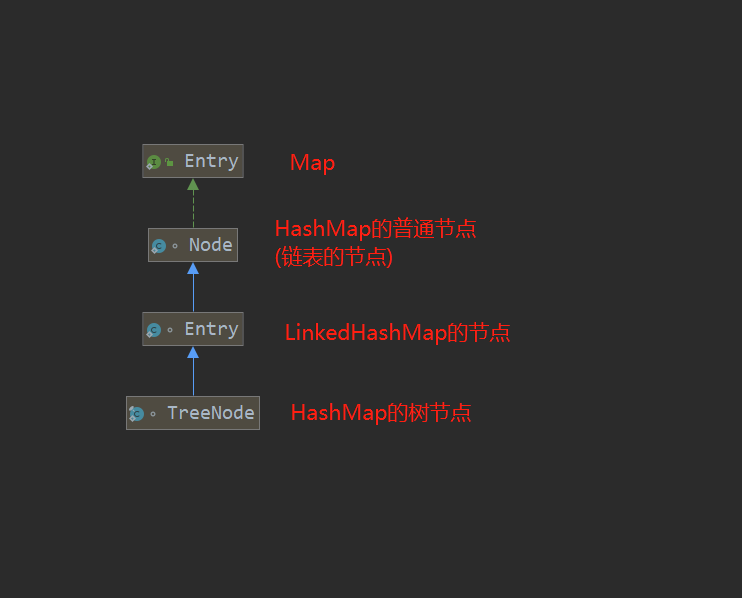 Entry
Map
Node
HashMap的普通节点
(链表的节点)
Entry
LinkedHashMap的节点
TreeNode
HashMap的树节点